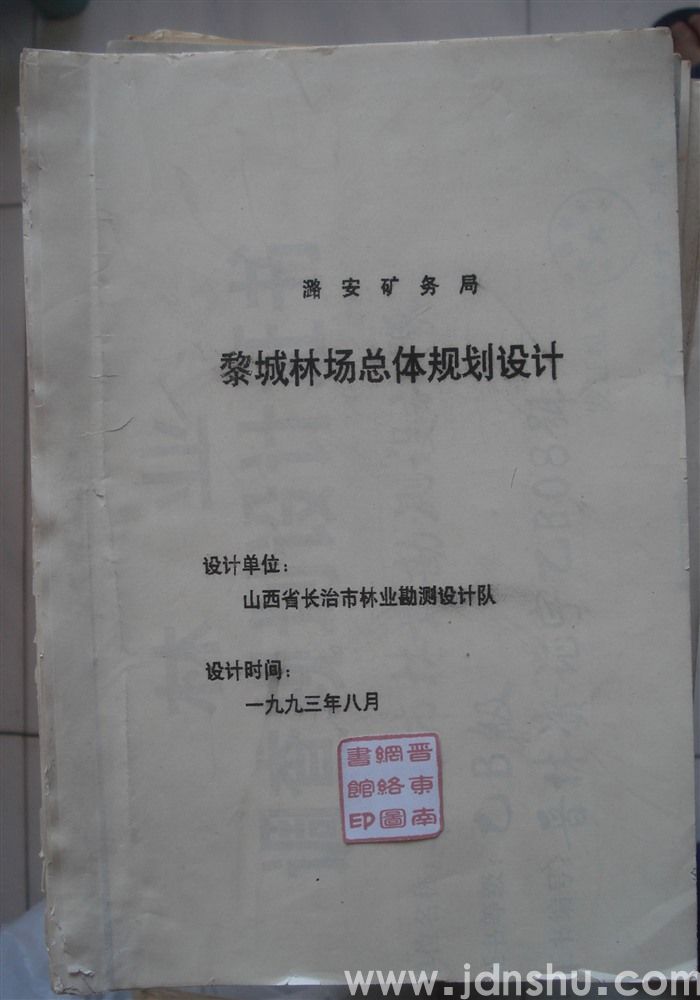 潞安矿务局
黎城林场总体规划设计
设计单位：
山西省长治市林业勘测设计队
设计时间：
一九九三年八月
晋东南
網絡圖
書館印
www.jdnshu.com